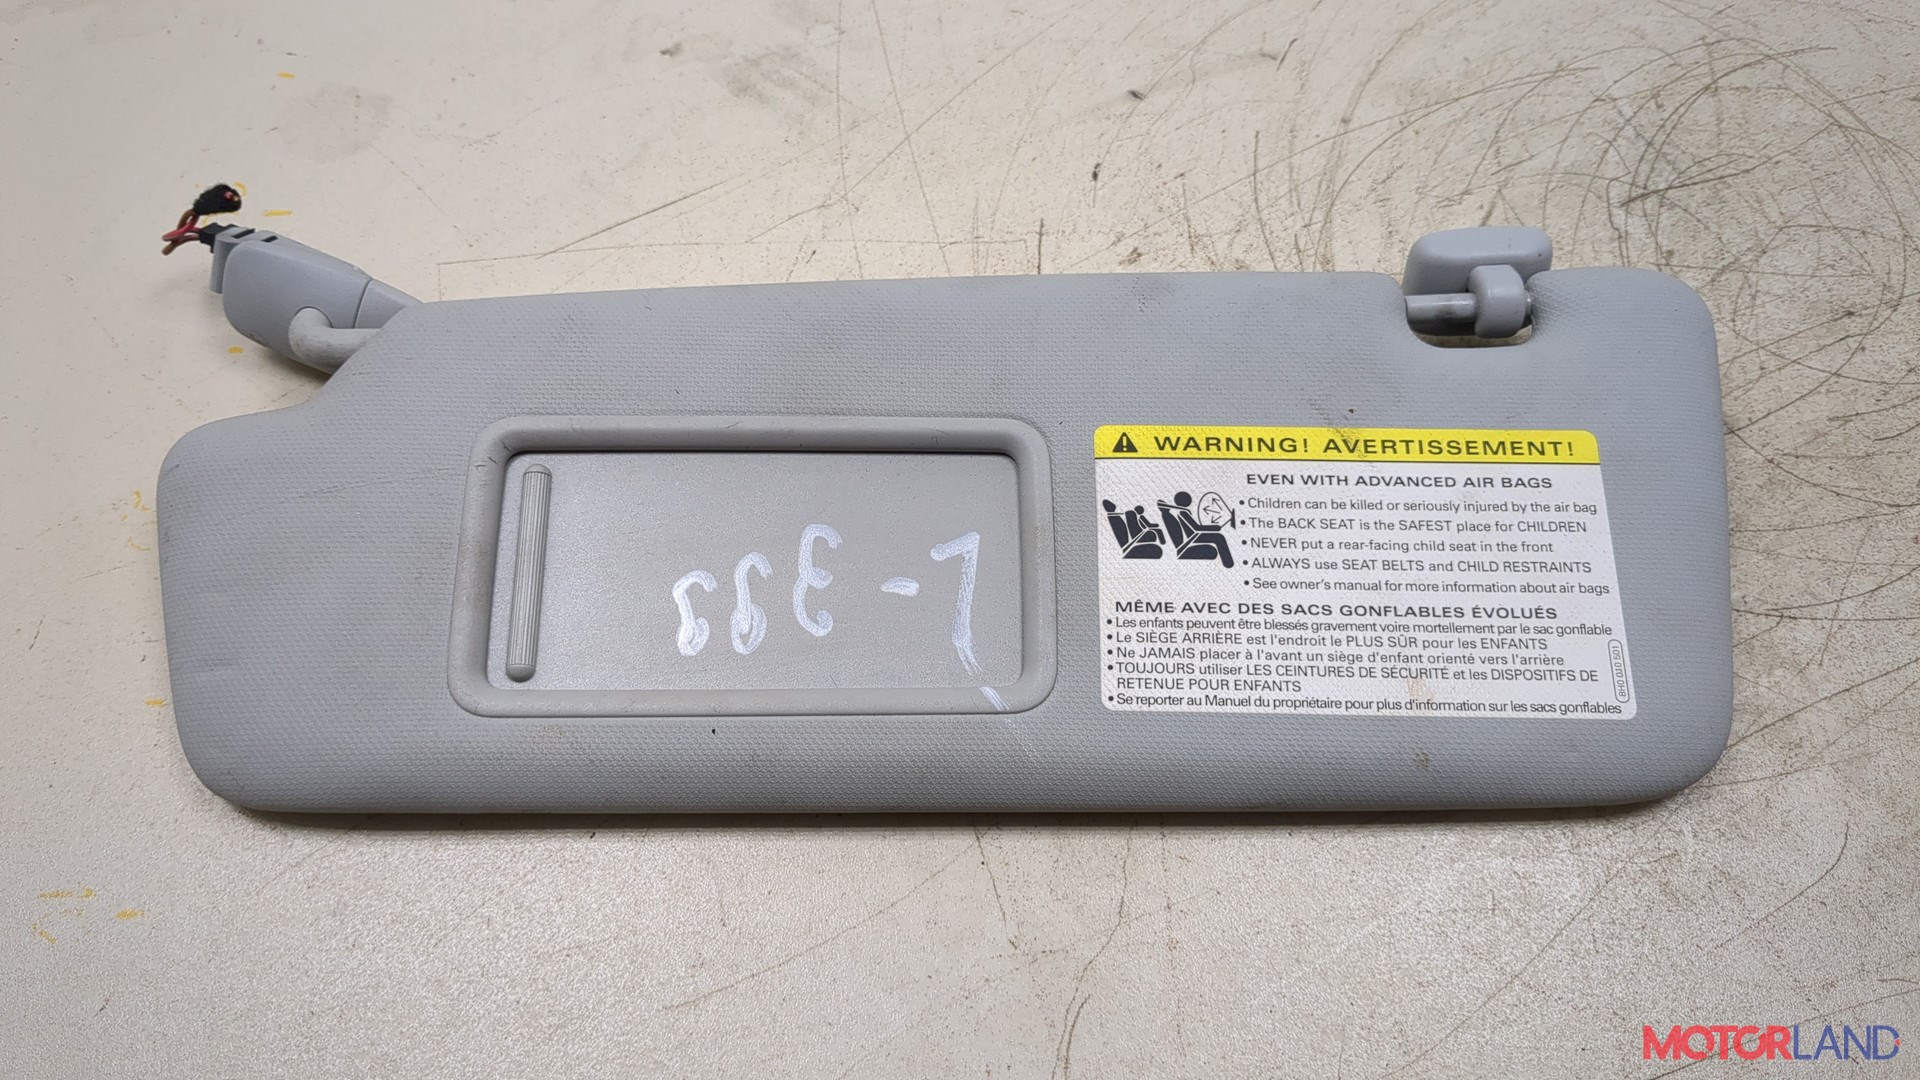 WARNING! AVERTISSEMENT!
EVEN WITH ADVANCED AIR BAGS
• Children can be killed or seriously injured by the air bag
• The BACK SEAT is the SAFEST place for CHILDREN
• NEVER put a rear-facing child seat in the front
• ALWAYS use SEAT BELTS and CHILD RESTRAINTS
• See owner's manual for more information about air bags
MÊME AVEC DES SACS GONFLABLES ÉVOLUÉS
• Les enfants peuvent être blessés gravement voire mortellement par le sac gonflable
• Le SIÈGE ARRIÈRE est l'endroit le PLUS SÛR pour les ENFANTS
• Ne JAMAIS placer à l'avant un siège d'enfant orienté vers l'arrière
• TOUJOURS utiliser LES CEINTURES DE SÉCURITÉ et les DISPOSITIFS DE
RETENUE POUR ENFANTS
• Se reporter au Manuel du propriétaire pour plus d'information sur les sacs gonflables
8H0 010 501
MOTORLAND